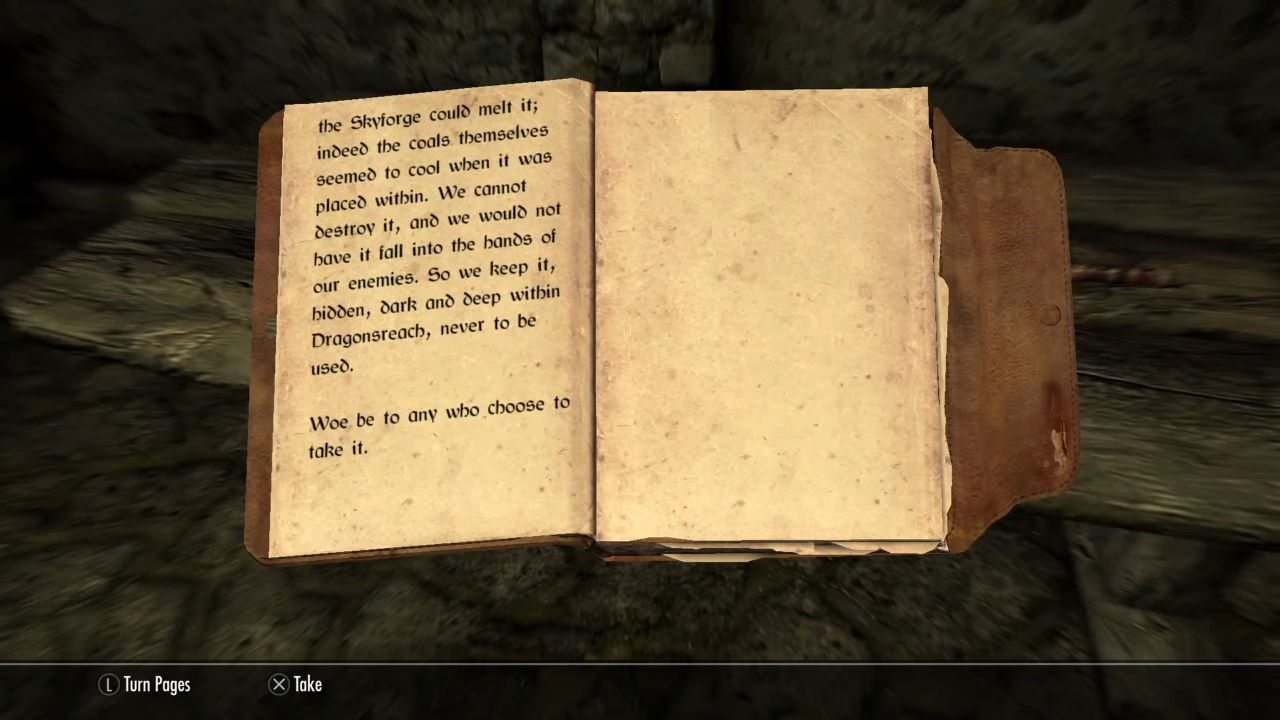 the Skyforge could melt it;
indeed the coals themselves
seemed to cool when it was
placed within. We cannot
destroy it, and we would not
have it fall into the hands of
our enemies. So we keep it,
hidden, dark and deep within
Dragonsreach, never to be
used.
Woe be to any who choose to
take it.
L Turn Pages
X Take